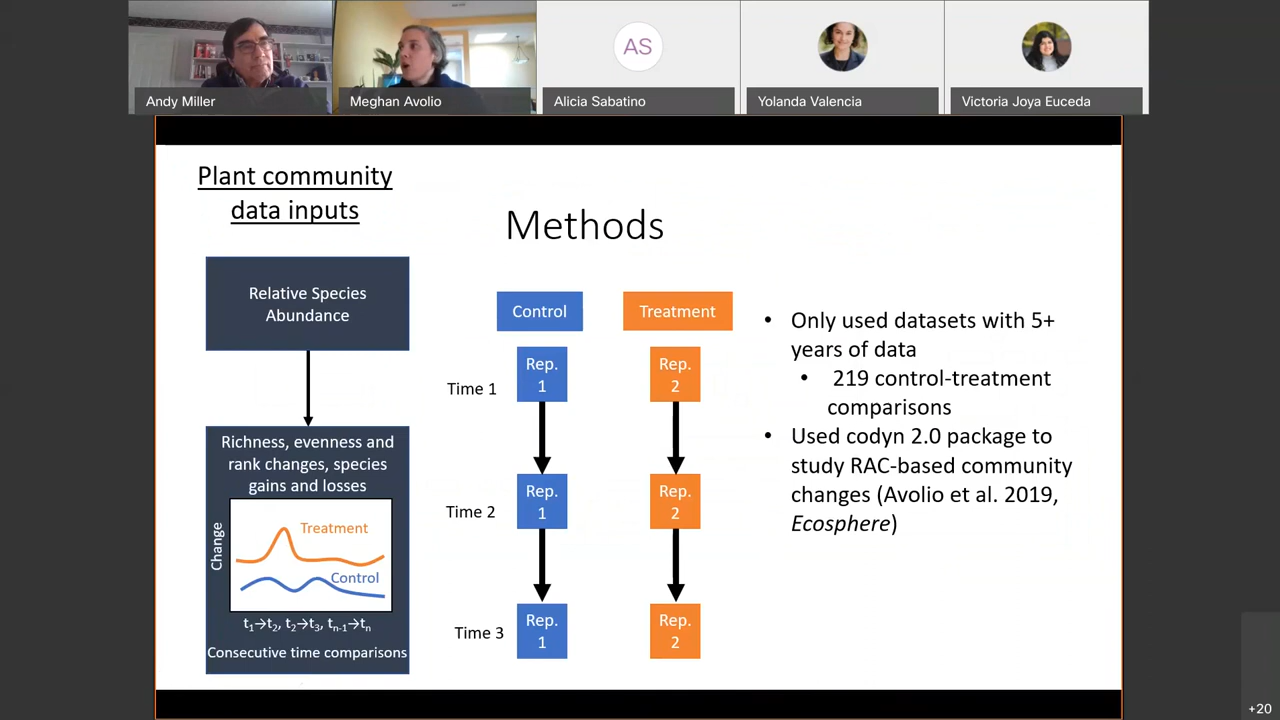 AS
Andy Miller
Meghan Avolio
Alicia Sabatino
Yolanda Valencia
Victoria Joya Euceda
Plant community
data inputs
Relative Species
Abundance
Richness, evenness and
rank changes, species
gains and losses
Change
Treatment
Control
t1→t2, t2→t3, tn-1→tn
Consecutive time comparisons
Methods
Control
Treatment
Time 1
Rep.
1
Rep.
2
Time 2
Rep.
1
Rep.
2
Time 3
Rep.
1
Rep.
2
• Only used datasets with 5+
years of data
• 219 control-treatment
comparisons
• Used codyn 2.0 package to
study RAC-based community
changes (Avolio et al. 2019,
Ecosphere)
+20